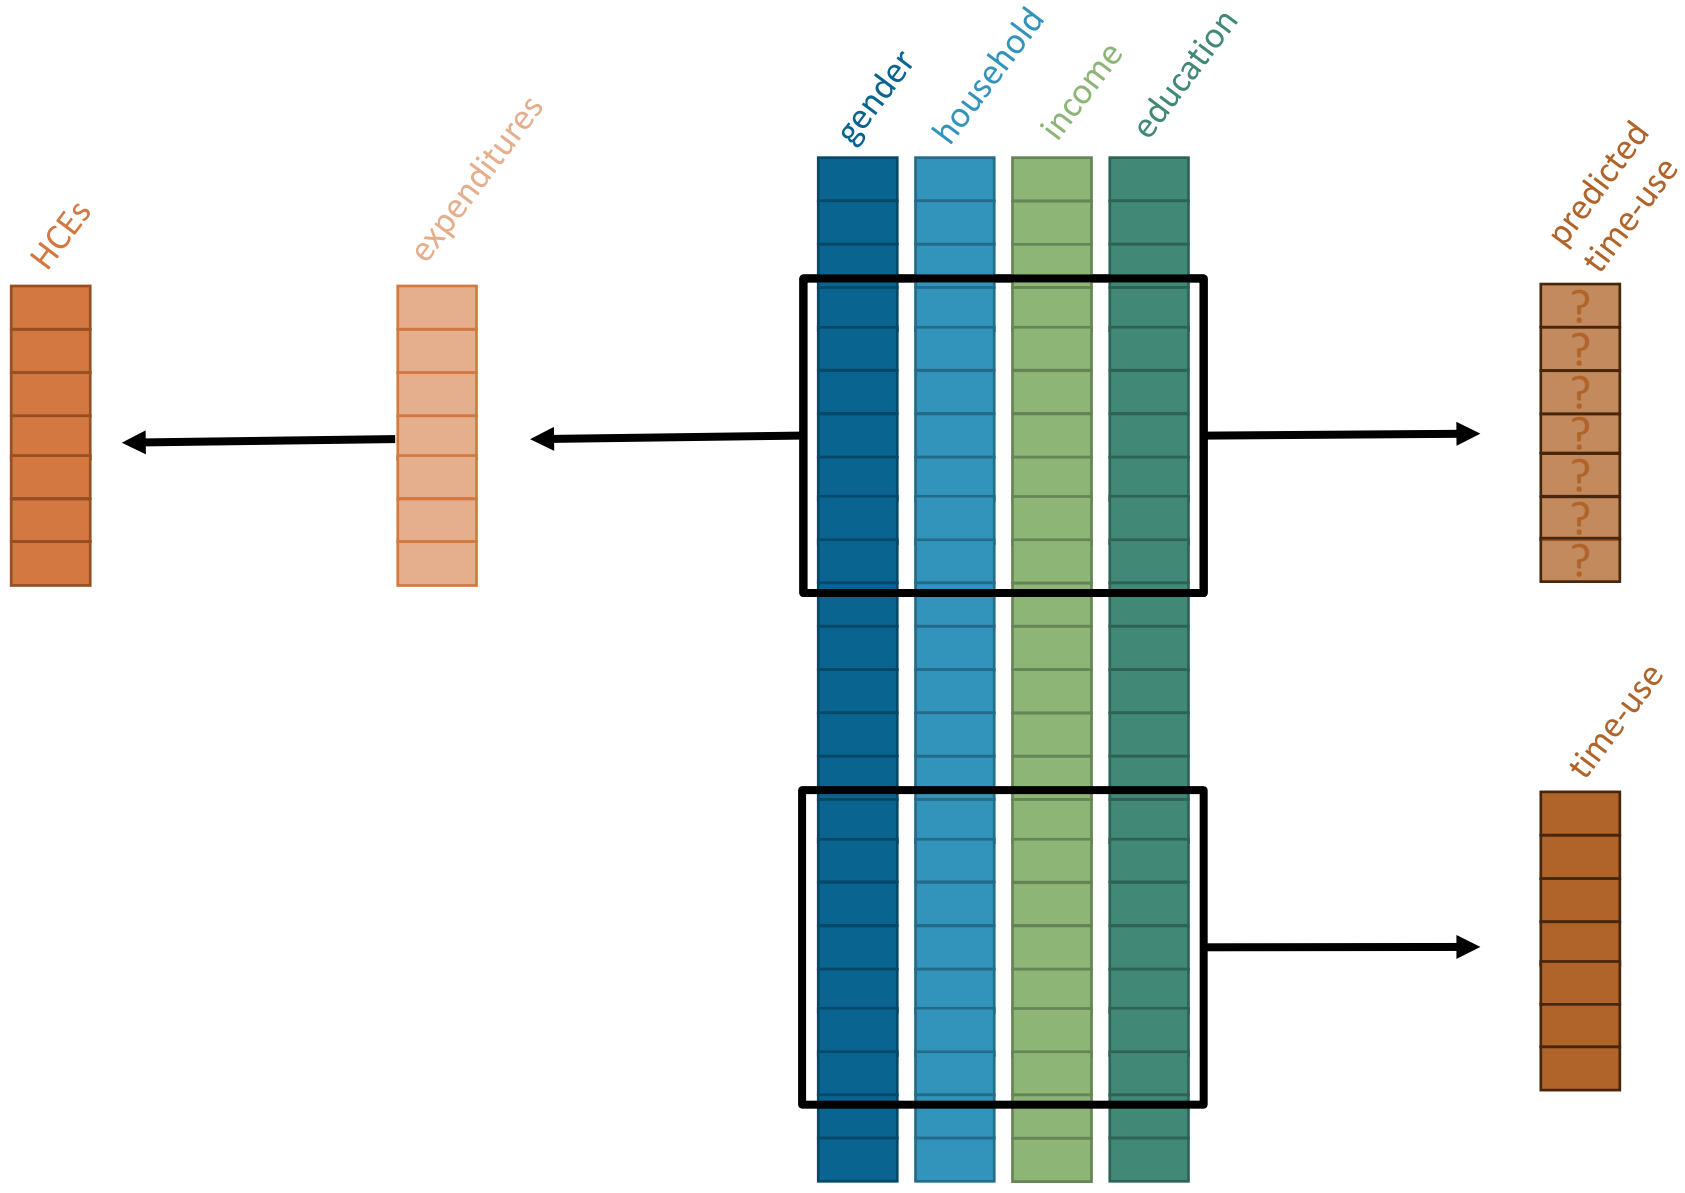 HCEs
expenditures
gender
household
income
education
predicted
time-use
?
?
?
?
?
?
?
time-use